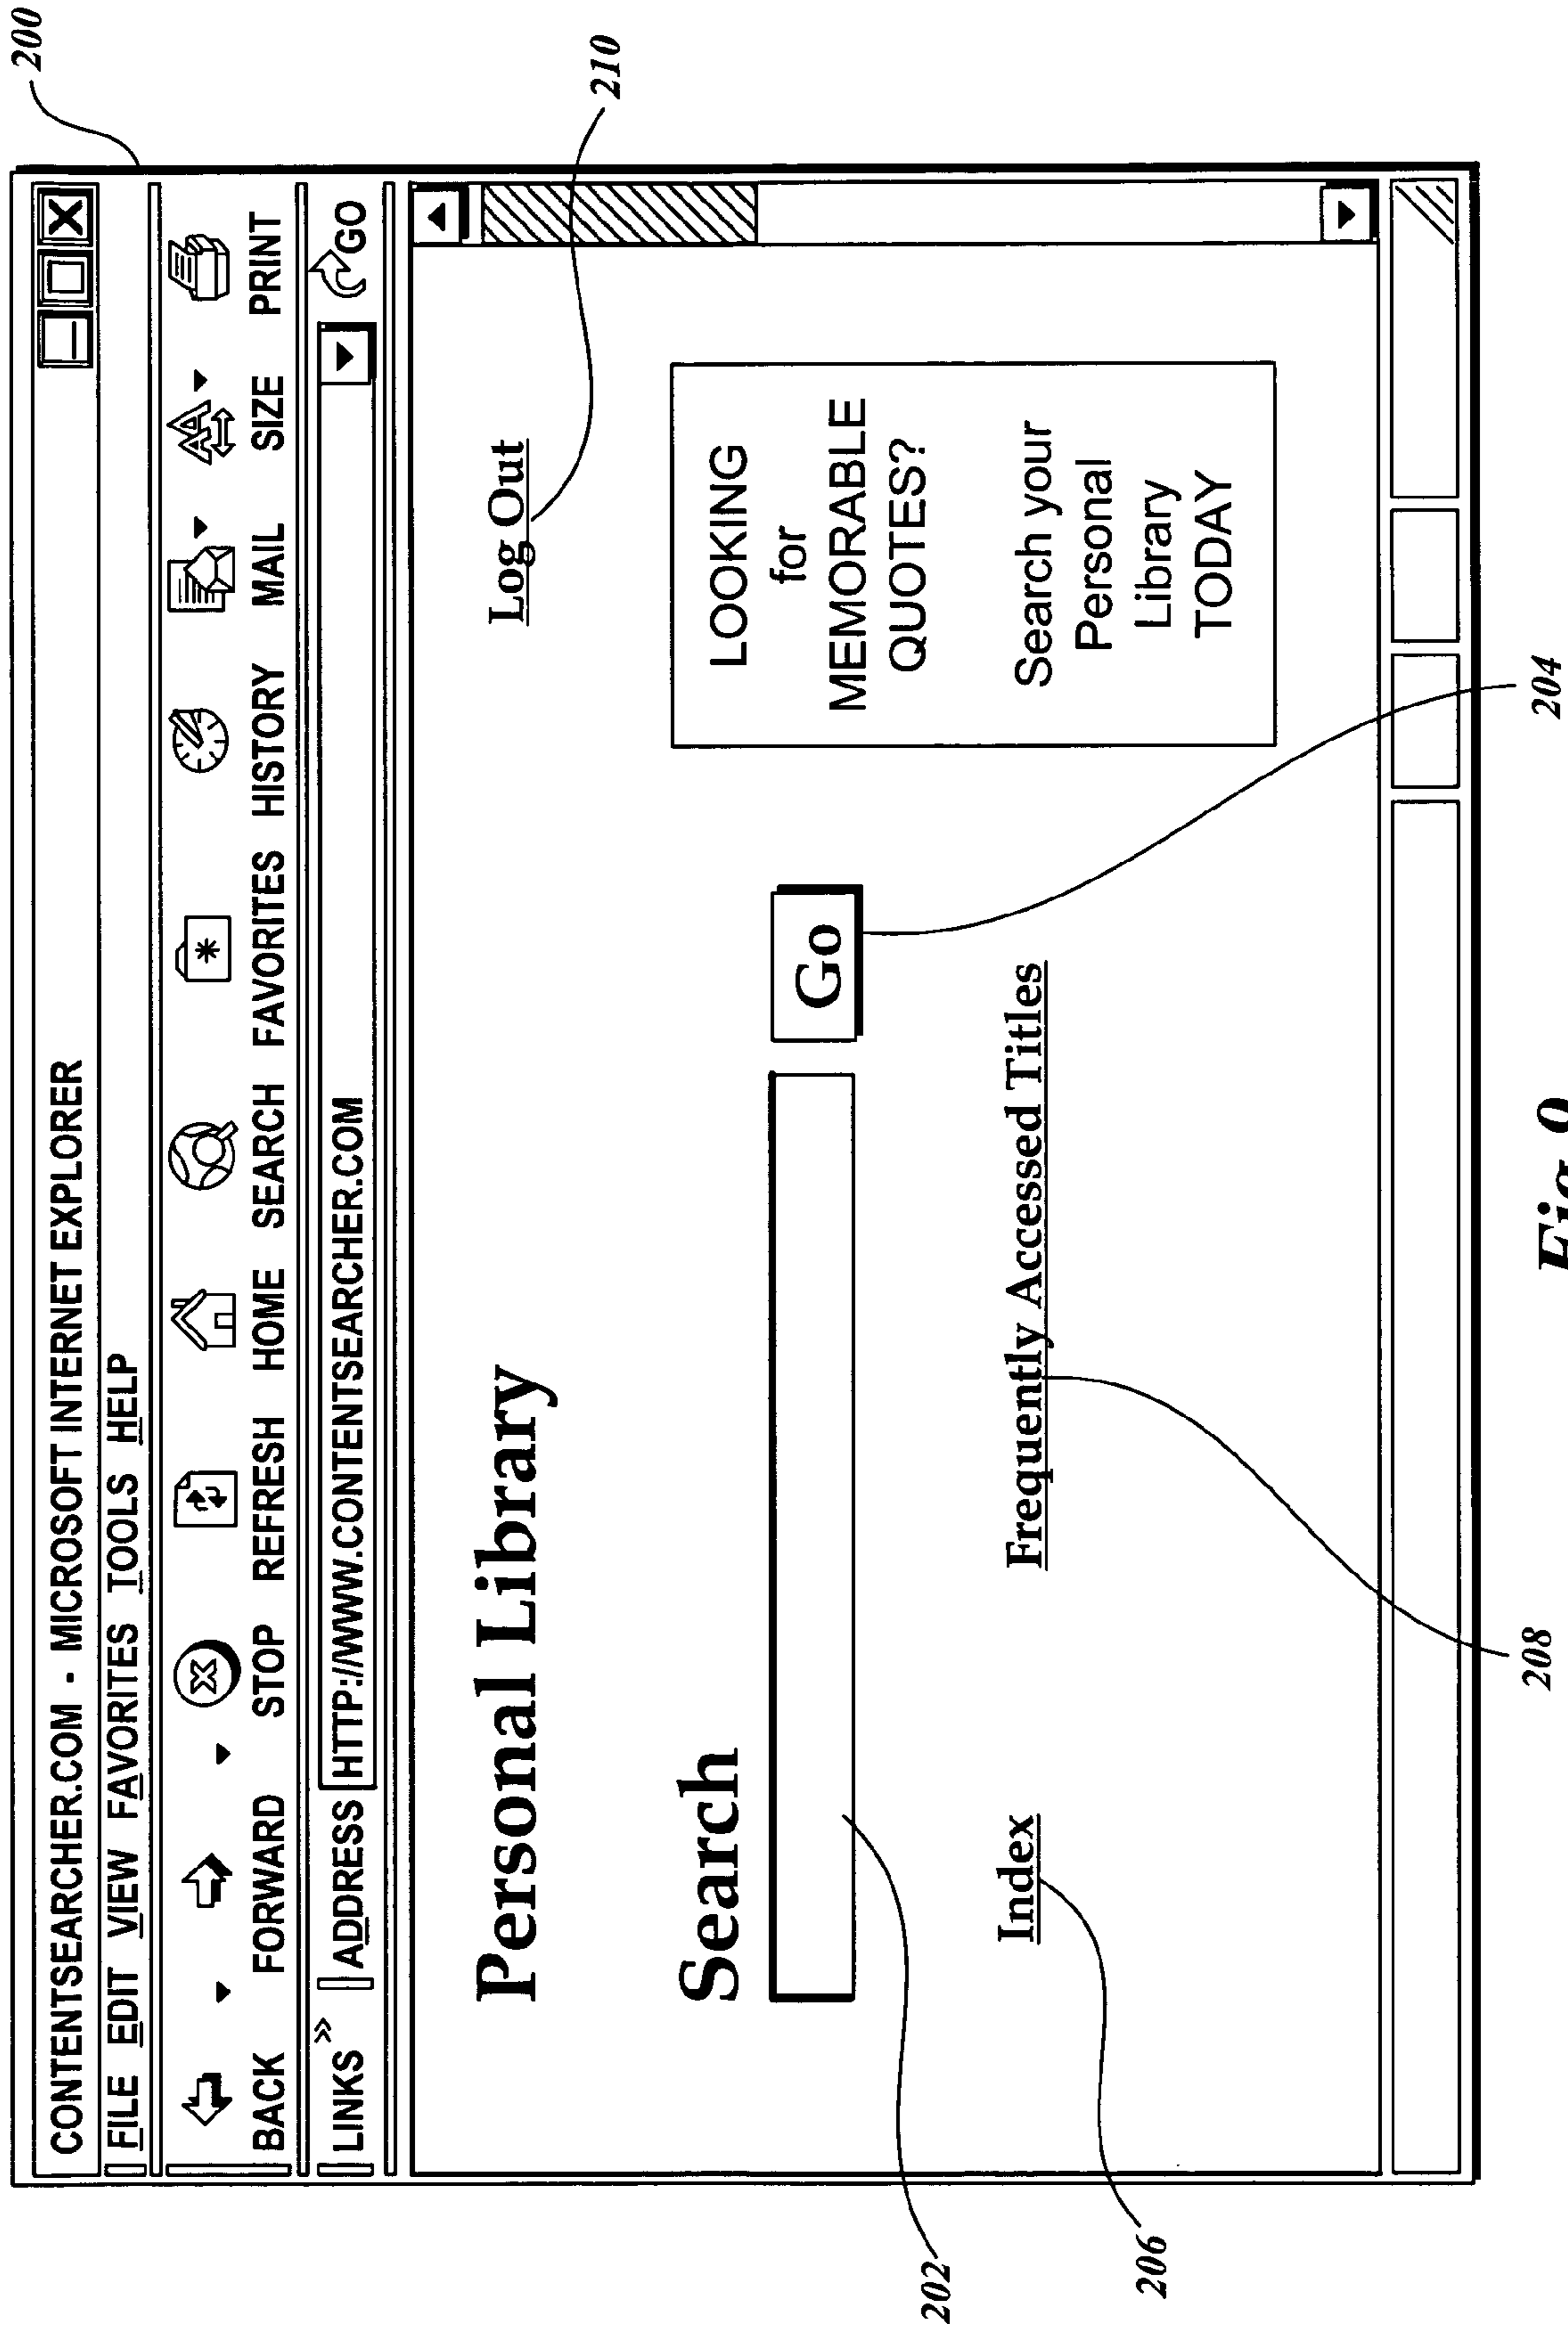 200
CONTENTSEARCHER.COM - MICROSOFT INTERNET EXPLORER
FILE EDIT VIEW FAVORITES TOOLS HELP
BACK FORWARD STOP REFRESH HOME SEARCH FAVORITES HISTORY MAIL SIZE PRINT
LINKS » ADDRESS HTTP://WWW.CONTENTSEARCHER.COM GO
Personal Library
Log Out
210
Search
Go
LOOKING
for
MEMORABLE
QUOTES?
Search your
Personal
Library
TODAY
202
Index
Frequently Accessed Titles
206
208
204
Fig.9.